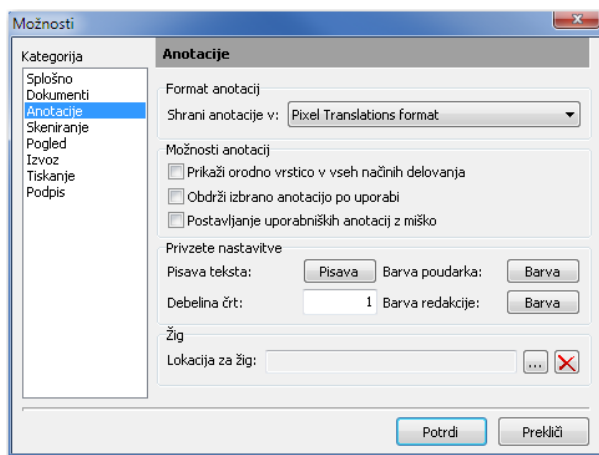 Možnosti
Kategorija
Splošno
Dokumenti
Anotacije
Skeniranje
Pogled
Izvoz
Tiskanje
Podpis
Anotacije
Format anotacij
Shrani anotacije v: Pixel Translations format
Možnosti anotacij
Prikaži orodno vrstico v vseh načinih delovanja
Obdrži izbrano anotacijo po uporabi
Postavljanje uporabniških anotacij z miško
Privzete nastavitve
Pisava teksta: Pisava Barva poudarka: Barva
Debelina črt: 1 Barva redakcije: Barva
Žig
Lokacija za žig: ...
Potrdi Prekliči